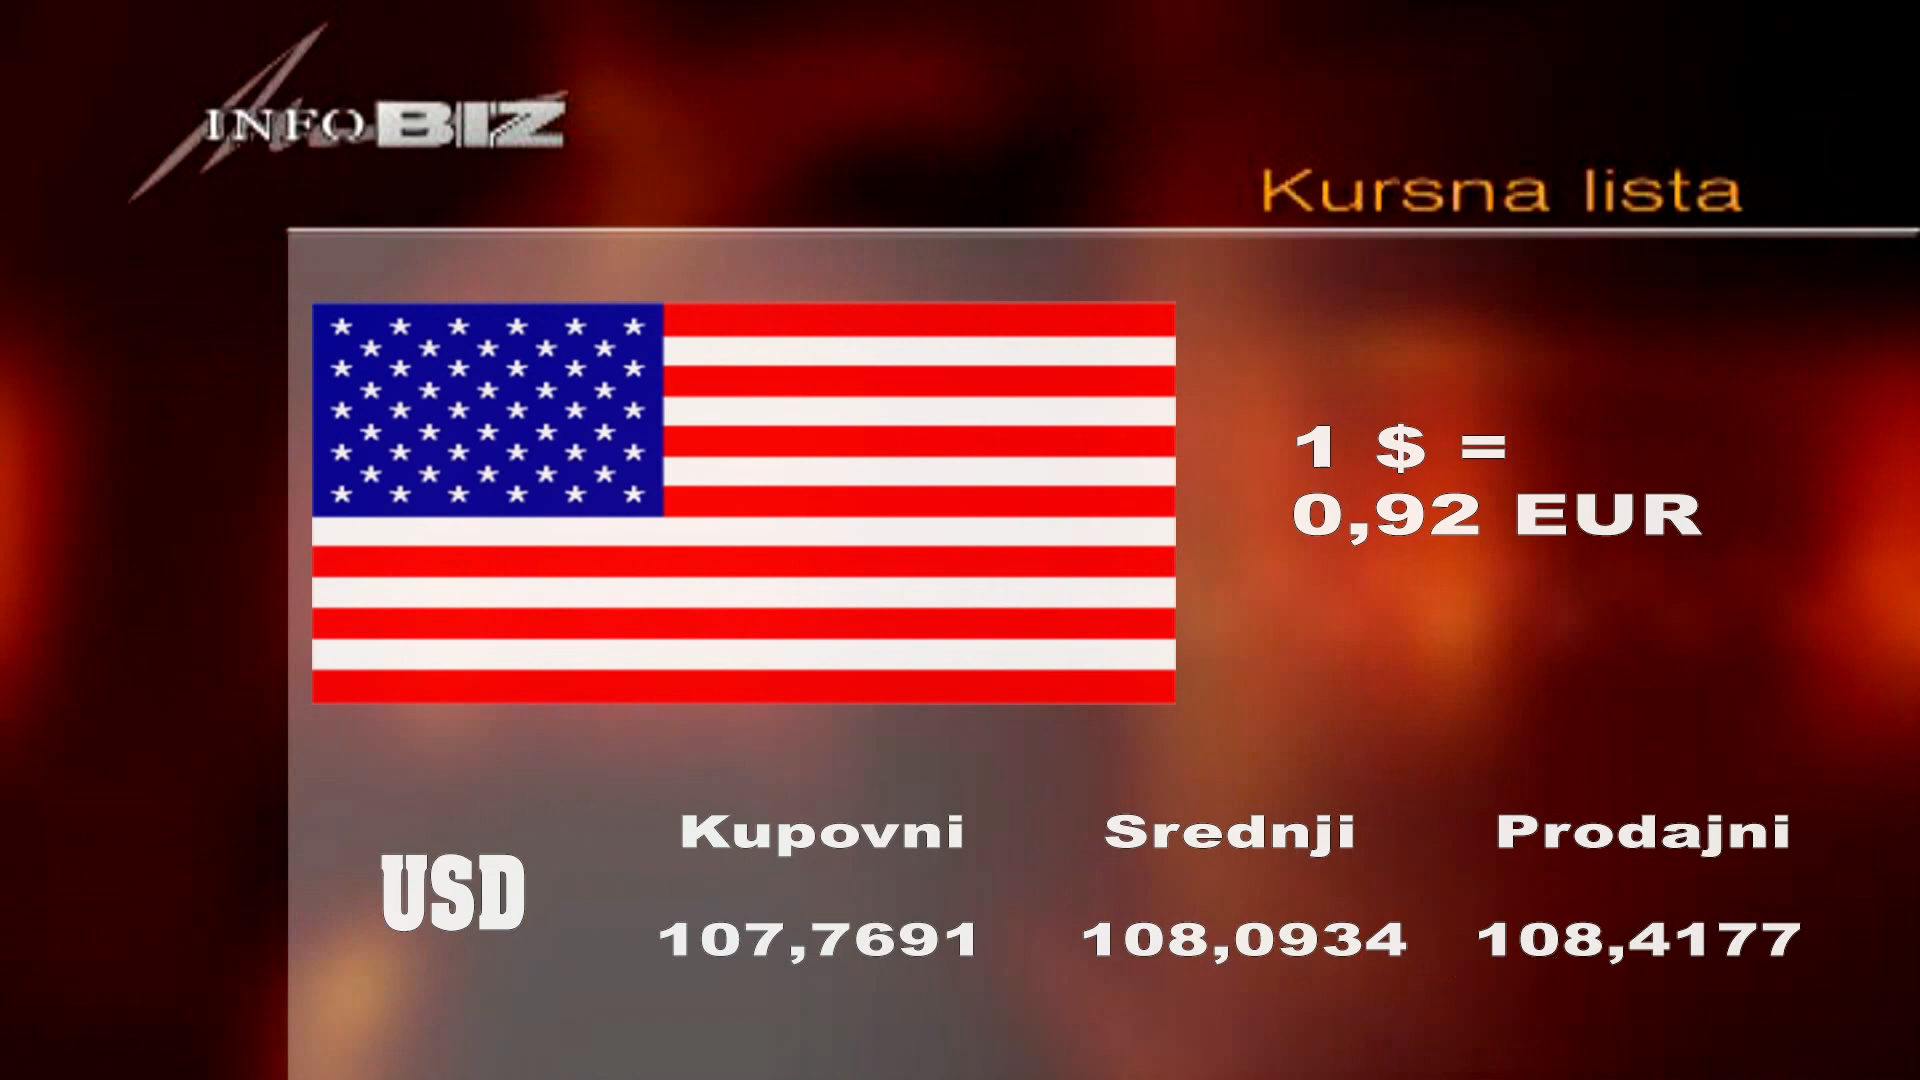 INFO BIZ
Kursna lista
1 $ =
0,92 EUR
Kupovni Srednji Prodajni
USD
107,7691 108,0934 108,4177